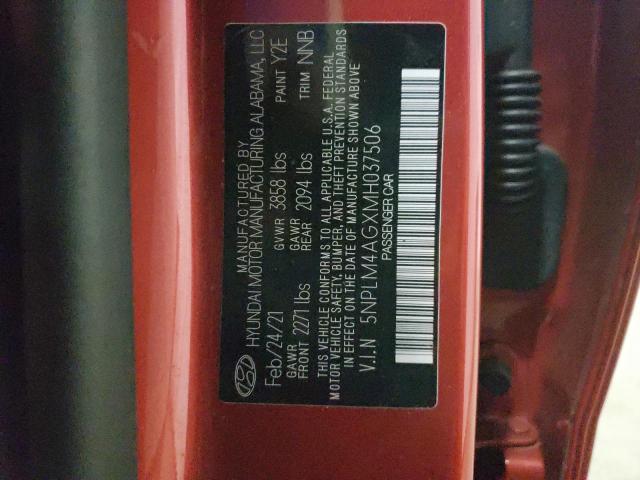 MANUFACTURED BY
HYUNDAI MOTOR MANUFACTURING ALABAMA, LLC
Feb/24/21 GVWR 3858 lbs PAINT Y2E
GAWR FRONT 2271 lbs GAWR REAR 2094 lbs TRIM NNB
THIS VEHICLE CONFORMS TO ALL APPLICABLE U.S.A. FEDERAL
MOTOR VEHICLE SAFETY, BUMPER, AND THEFT PREVENTION STANDARDS
IN EFFECT ON THE DATE OF MANUFACTURE SHOWN ABOVE
V.I.N 5NPLM4AGXMH037506
PASSENGER CAR